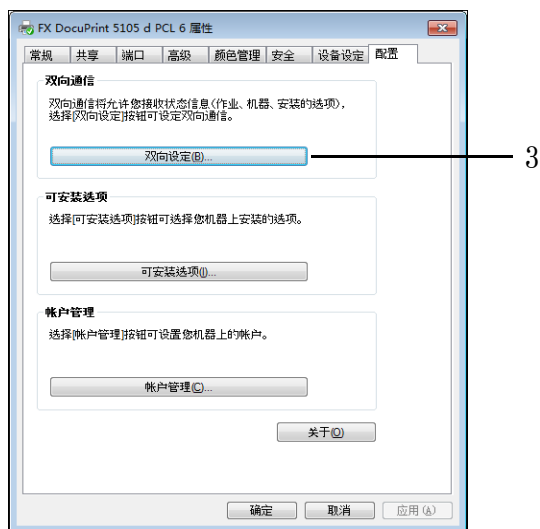 FX DocuPrint 5105 d PCL 6 属性
常规 共享 端口 高级 颜色管理 安全 设备设定 配置
双向通信
双向通信将允许您接收状态信息(作业、机器、安装的选项),
选择[双向设定]按钮可设定双向通信。
双向设定(B)...
3
可安装选项
选择[可安装选项]按钮可选择您机器上安装的选项。
可安装选项(I)...
帐户管理
选择[帐户管理]按钮可设置您机器上的帐户。
帐户管理(C)...
关于(O)
确定 取消 应用(A)